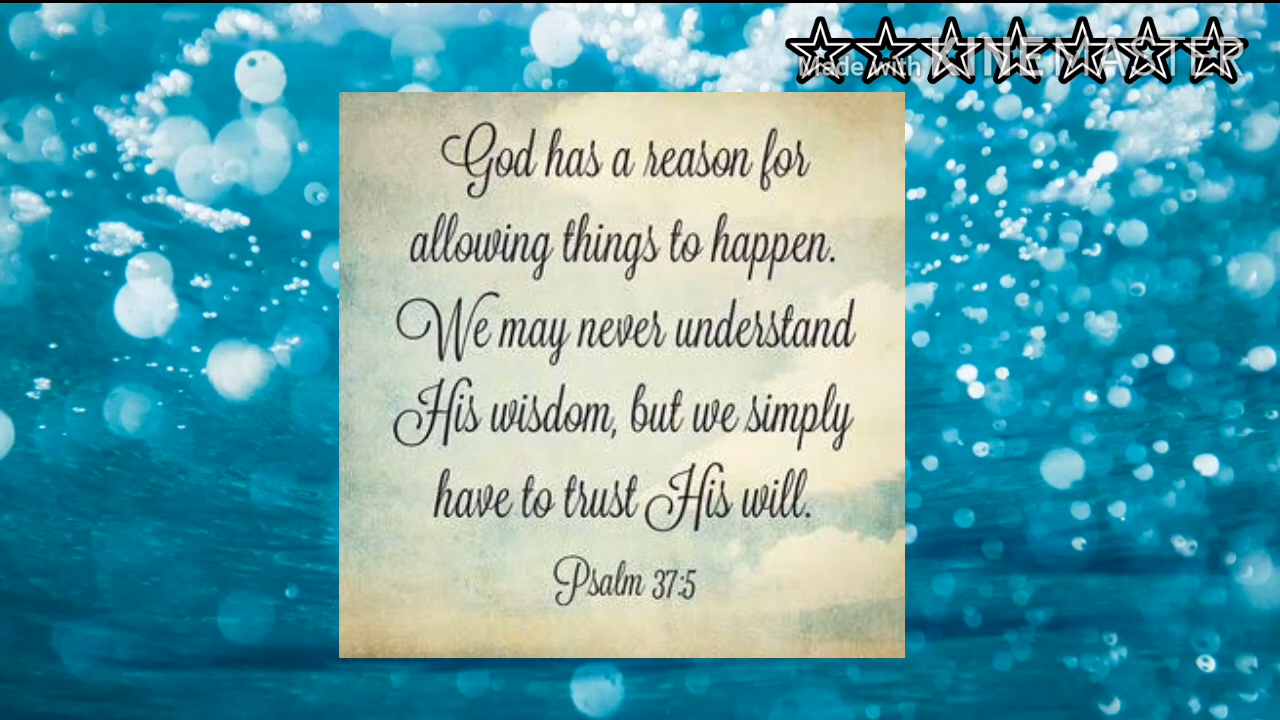 Made with KINEMASTER
God has a reason for
allowing things to happen.
We may never understand
His wisdom, but we simply
have to trust His will.
Psalm 37:5